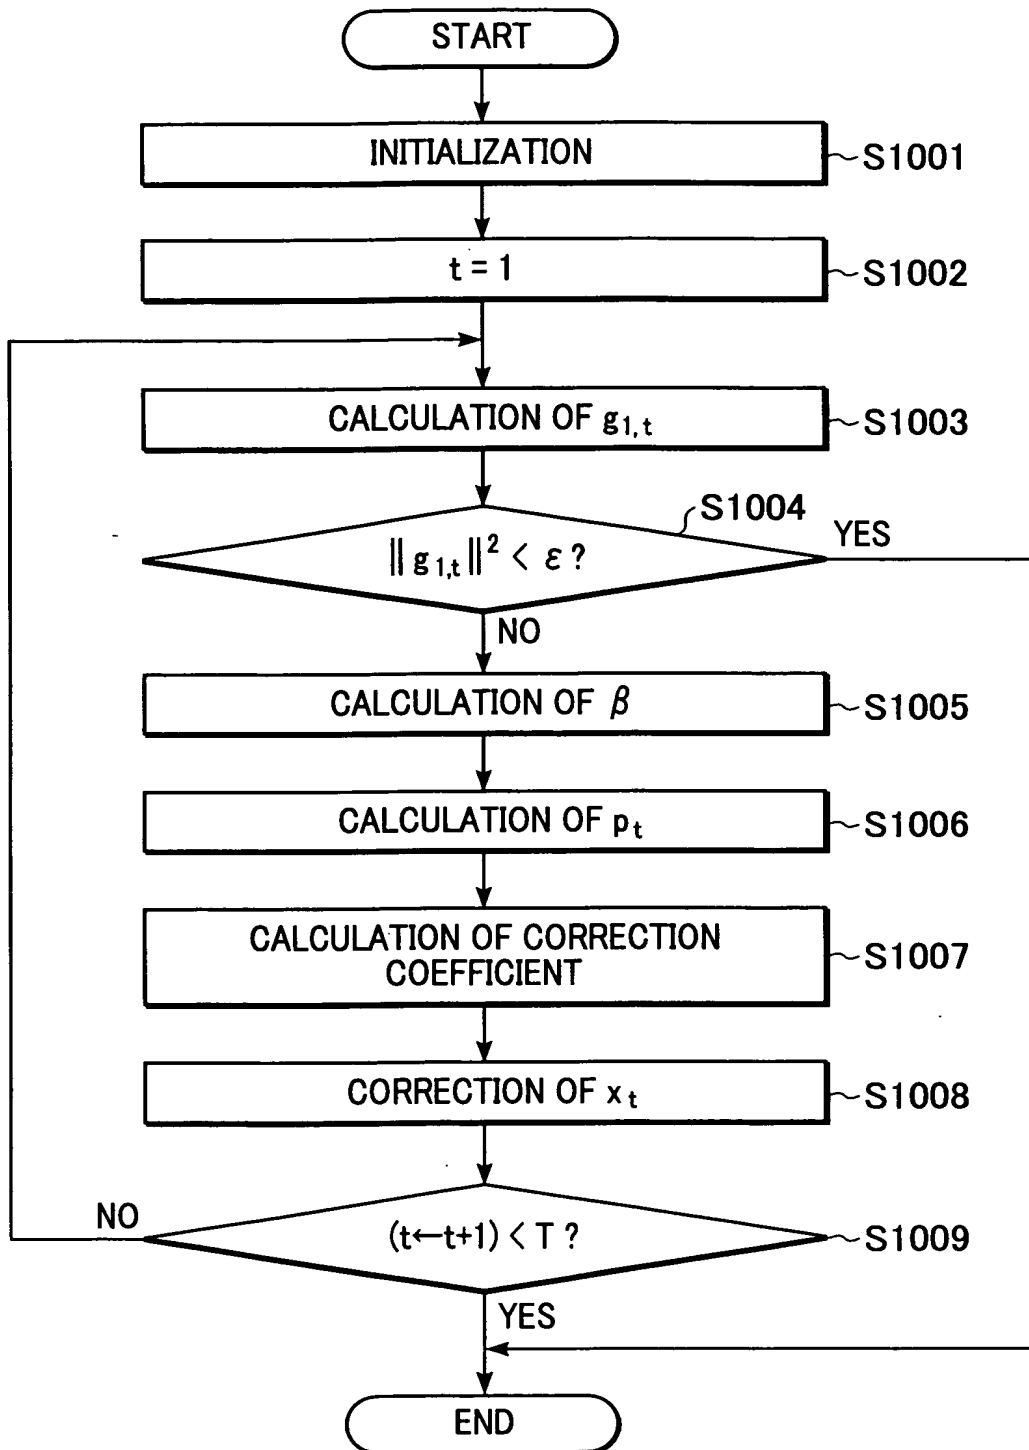 START
INITIALIZATION
S1001
t = 1
S1002
CALCULATION OF g1,t
S1003
S1004
YES
‖g1,t‖² < ε ?
NO
CALCULATION OF β
S1005
CALCULATION OF pt
S1006
CALCULATION OF CORRECTION
COEFFICIENT
S1007
CORRECTION OF xt
S1008
NO
(t←t+1) < T ?
S1009
YES
END